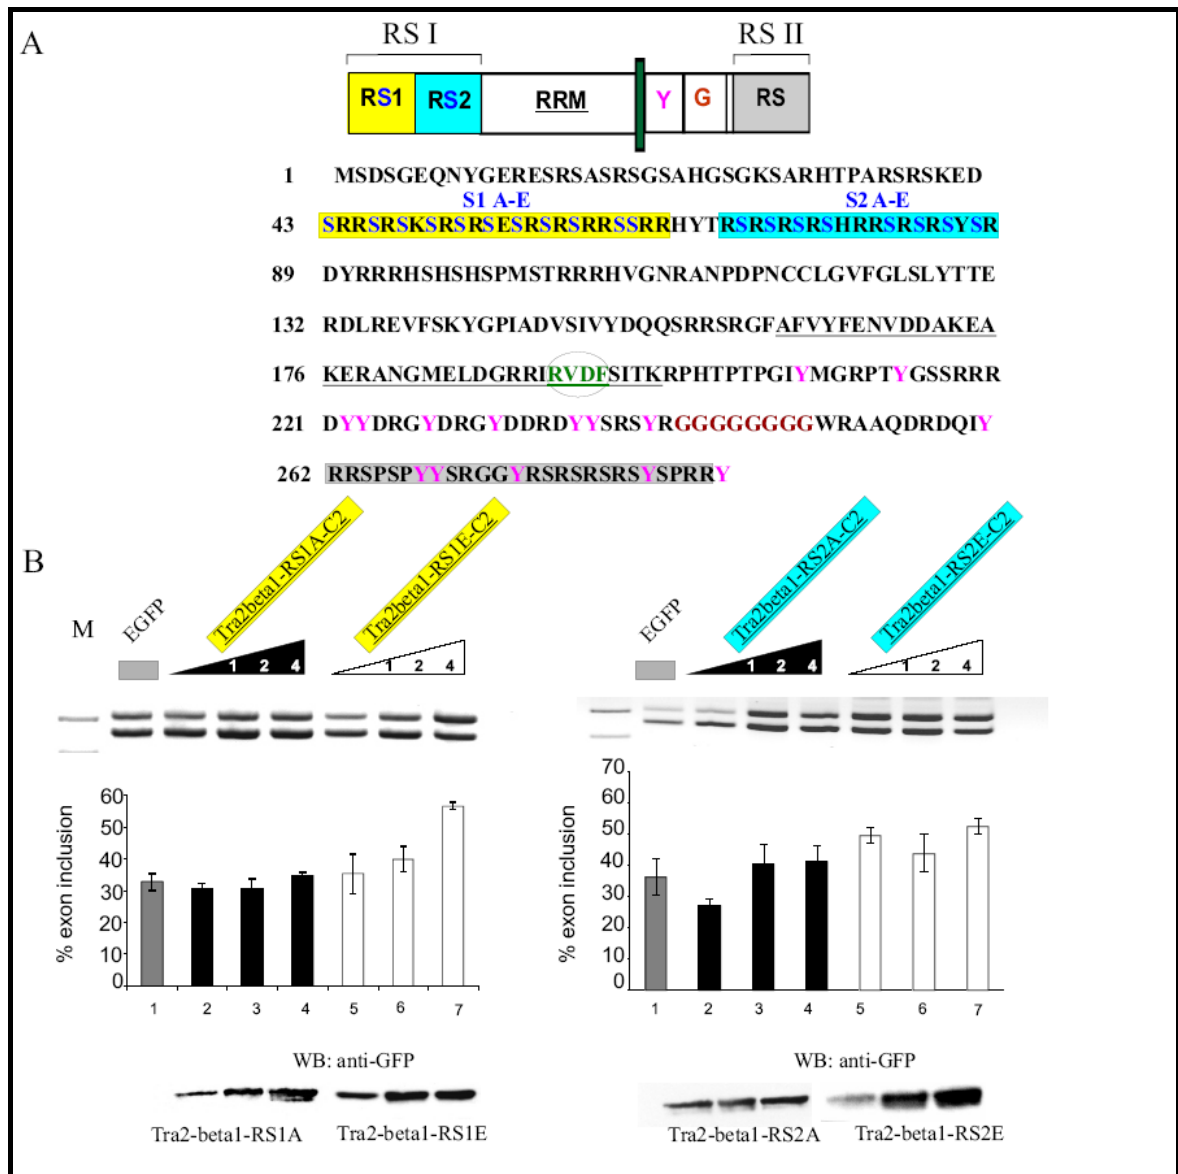 A
RS I
RS II
RS1
RS2
RRM
Y
G
RS
1 MSDSGEQNYGERESRSASRSGSAHGSGKSARHTPARSRSKED
S1 A-E
S2 A-E
43 SRRSRSKSRSRSESRSRSRRSSRRHYTRSRSRSRSHRRSRSRSYSR
89 DYRRRHSHSHSPMSTRRRHVGNRANPDPNCCLGVFGLSLYTTE
132 RDLREVFSKYGPIADVSIVYDQQSRRSRGFAFVYFENVDDAKEA
176 KERANGMELDGRRIRVDFSITKRPHTPTPGIYMGRPTYGSSRRR
221 DYYDRGYDRGYDDRDYYSRSYRGGGGGGGGWRAAQDRDQIY
262 RRSPSPYYSRGGYRSRSRSRSYSPRRY
B
M
EGFP
Tra2beta1-RS1A-C2
Tra2beta1-RS1E-C2
EGFP
Tra2beta1-RS2A-C2
Tra2beta1-RS2E-C2
1 2 4
1 2 4
1 2 4
1 2 4
% exon inclusion
60
50
40
30
20
10
0
1 2 3 4 5 6 7
% exon inclusion
70
60
50
40
30
20
10
0
1 2 3 4 5 6 7
WB: anti-GFP
WB: anti-GFP
Tra2-beta1-RS1A
Tra2-beta1-RS1E
Tra2-beta1-RS2A
Tra2-beta1-RS2E